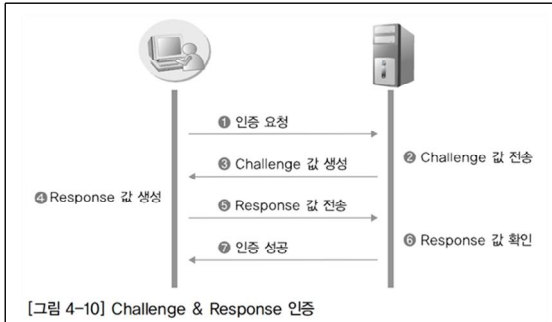 ❶ 인증 요청
❷ Challenge 값 전송
❸ Challenge 값 생성
❹ Response 값 생성
❺ Response 값 전송
❻ Response 값 확인
❼ 인증 성공
[그림 4-10] Challenge & Response 인증